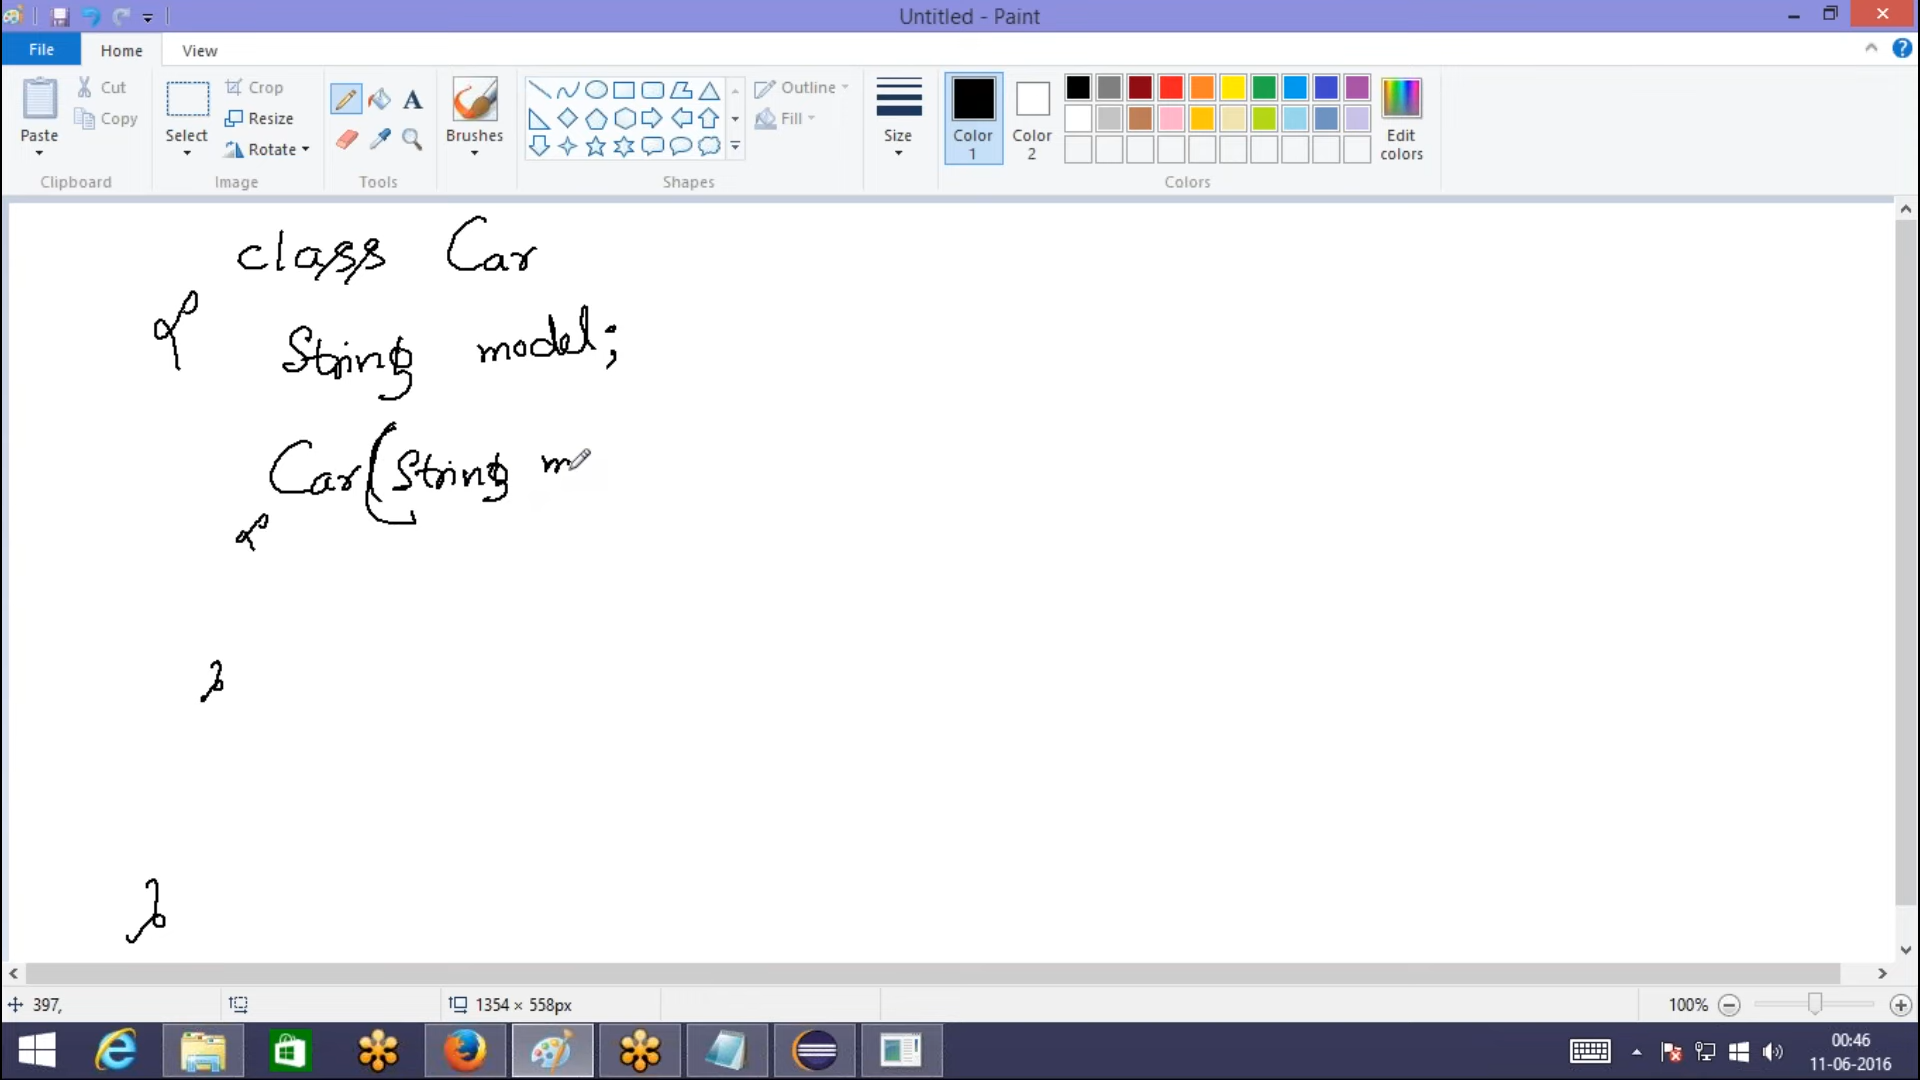 Untitled - Paint
File Home View
Paste
Cut
Copy
Clipboard
Select
Crop
Resize
Rotate
Image
A
Tools
Brushes
Shapes
Outline
Fill
Size
Color 1
Color 2
Edit colors
Colors
class Car
{
String model;
Car(String m
{
}
}
397,
1354 × 558px
100%
00:46
11-06-2016